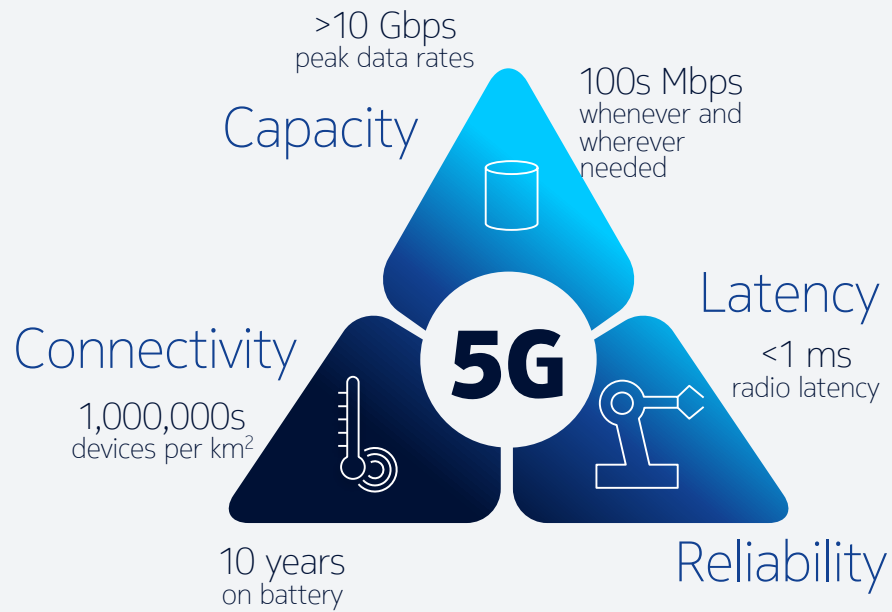 >10 Gbps
peak data rates
Capacity
100s Mbps
whenever and
wherever
needed
Latency
<1 ms
radio latency
Connectivity
1,000,000s
devices per km²
5G
10 years
on battery
Reliability